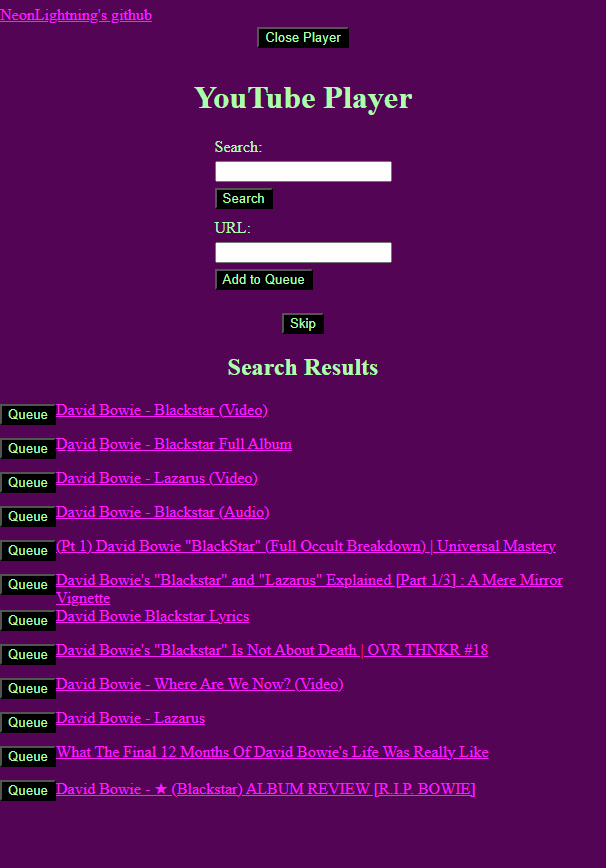 NeonLightning's github
Close Player
YouTube Player
Search:
Search
URL:
Add to Queue
Skip
Search Results
Queue David Bowie - Blackstar (Video)
Queue David Bowie - Blackstar Full Album
Queue David Bowie - Lazarus (Video)
Queue David Bowie - Blackstar (Audio)
Queue (Pt 1) David Bowie "BlackStar" (Full Occult Breakdown) | Universal Mastery
Queue David Bowie's "Blackstar" and "Lazarus" Explained [Part 1/3] : A Mere Mirror
Vignette
Queue David Bowie Blackstar Lyrics
Queue David Bowie's "Blackstar" Is Not About Death | OVR THNKR #18
Queue David Bowie - Where Are We Now? (Video)
Queue David Bowie - Lazarus
Queue What The Final 12 Months Of David Bowie's Life Was Really Like
Queue David Bowie - ★ (Blackstar) ALBUM REVIEW [R.I.P. BOWIE]